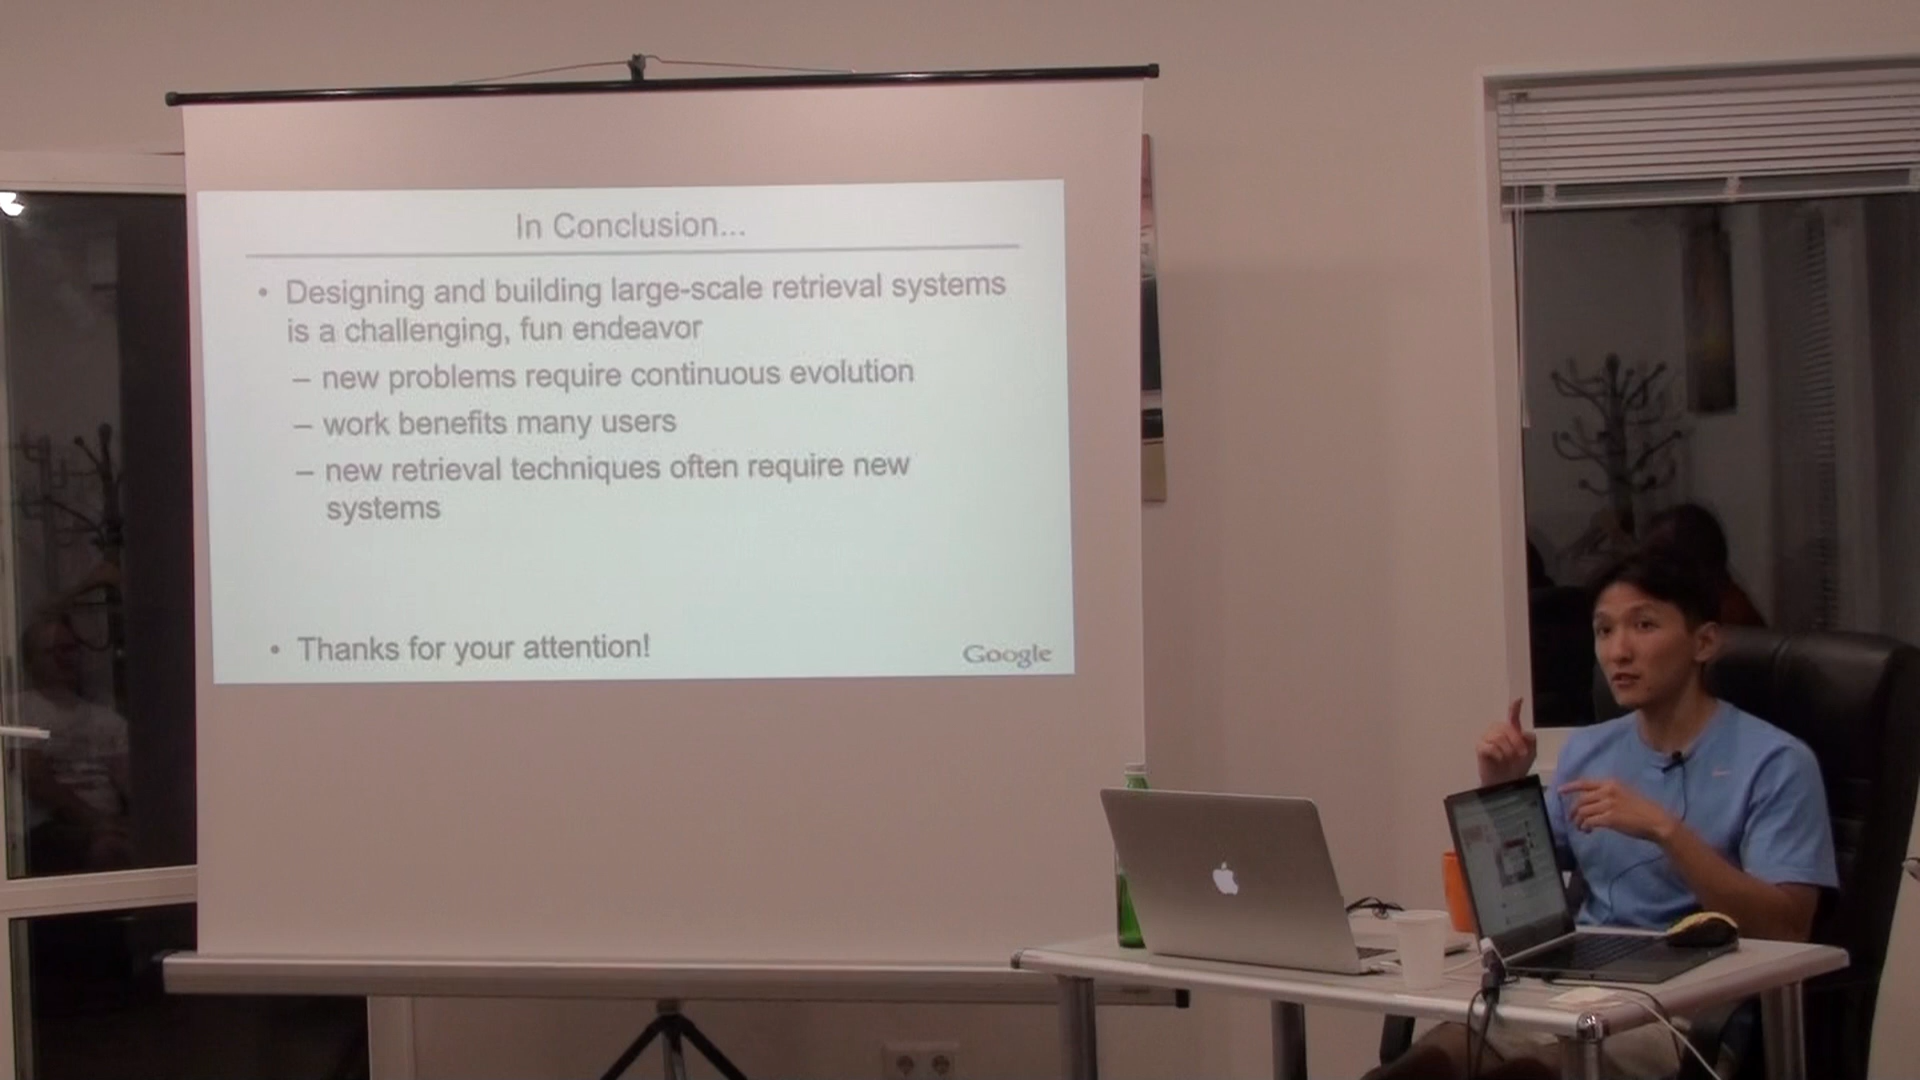 In Conclusion...
• Designing and building large-scale retrieval systems
is a challenging, fun endeavor
– new problems require continuous evolution
– work benefits many users
– new retrieval techniques often require new
systems
• Thanks for your attention!
Google